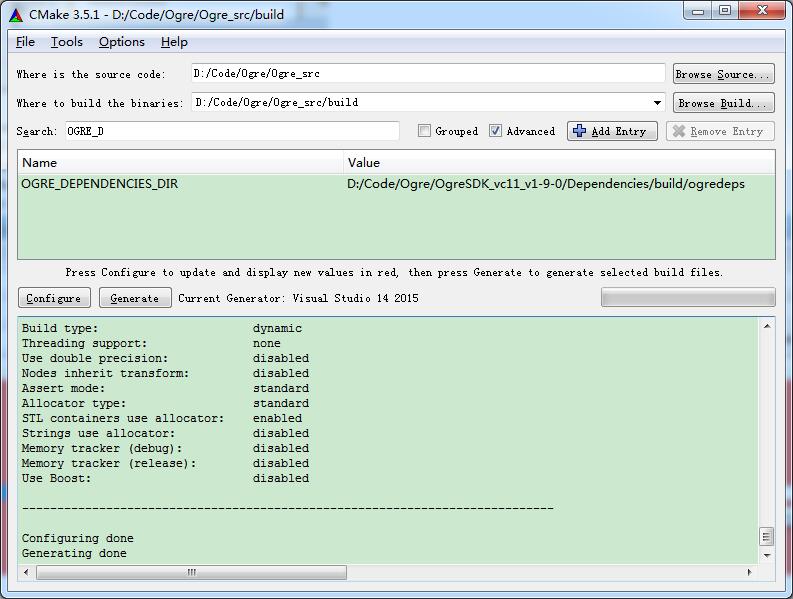 CMake 3.5.1 - D:/Code/Ogre/Ogre_src/build
File Tools Options Help
Where is the source code: D:/Code/Ogre/Ogre_src Browse Source...
Where to build the binaries: D:/Code/Ogre/Ogre_src/build Browse Build...
Search: OGRE_D Grouped Advanced Add Entry Remove Entry
Name Value
OGRE_DEPENDENCIES_DIR D:/Code/Ogre/OgreSDK_vc11_v1-9-0/Dependencies/build/ogredeps
Press Configure to update and display new values in red, then press Generate to generate selected build files.
Configure Generate Current Generator: Visual Studio 14 2015
Build type: dynamic
Threading support: none
Use double precision: disabled
Nodes inherit transform: disabled
Assert mode: standard
Allocator type: standard
STL containers use allocator: enabled
Strings use allocator: disabled
Memory tracker (debug): disabled
Memory tracker (release): disabled
Use Boost: disabled
----------------------------------------------------------------------------
Configuring done
Generating done